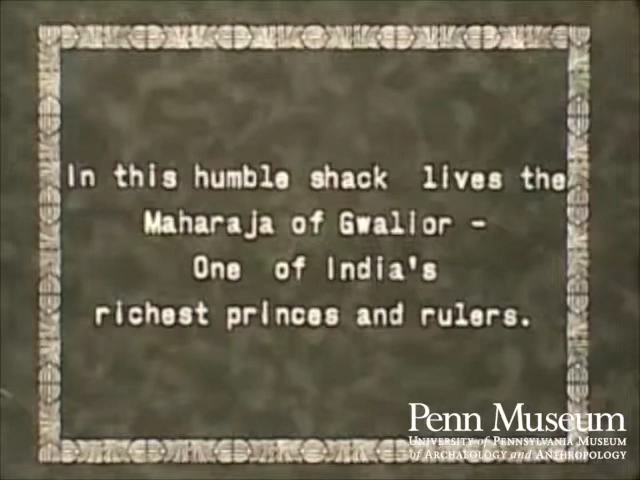 In this humble shack lives the
Maharaja of Gwalior -
One of India's
richest princes and rulers.
Penn Museum
University of Pennsylvania Museum
of Archaeology and Anthropology